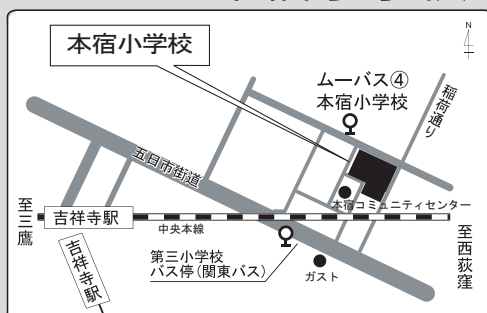 本宿小学校
N
4
ムーバス④
本宿小学校
稲荷通り
五日市街道
本宿コミュニティセンター
至三鷹
吉祥寺駅
中央本線
至西荻窪
第三小学校
バス停(関東バス)
ガスト
吉祥寺駅